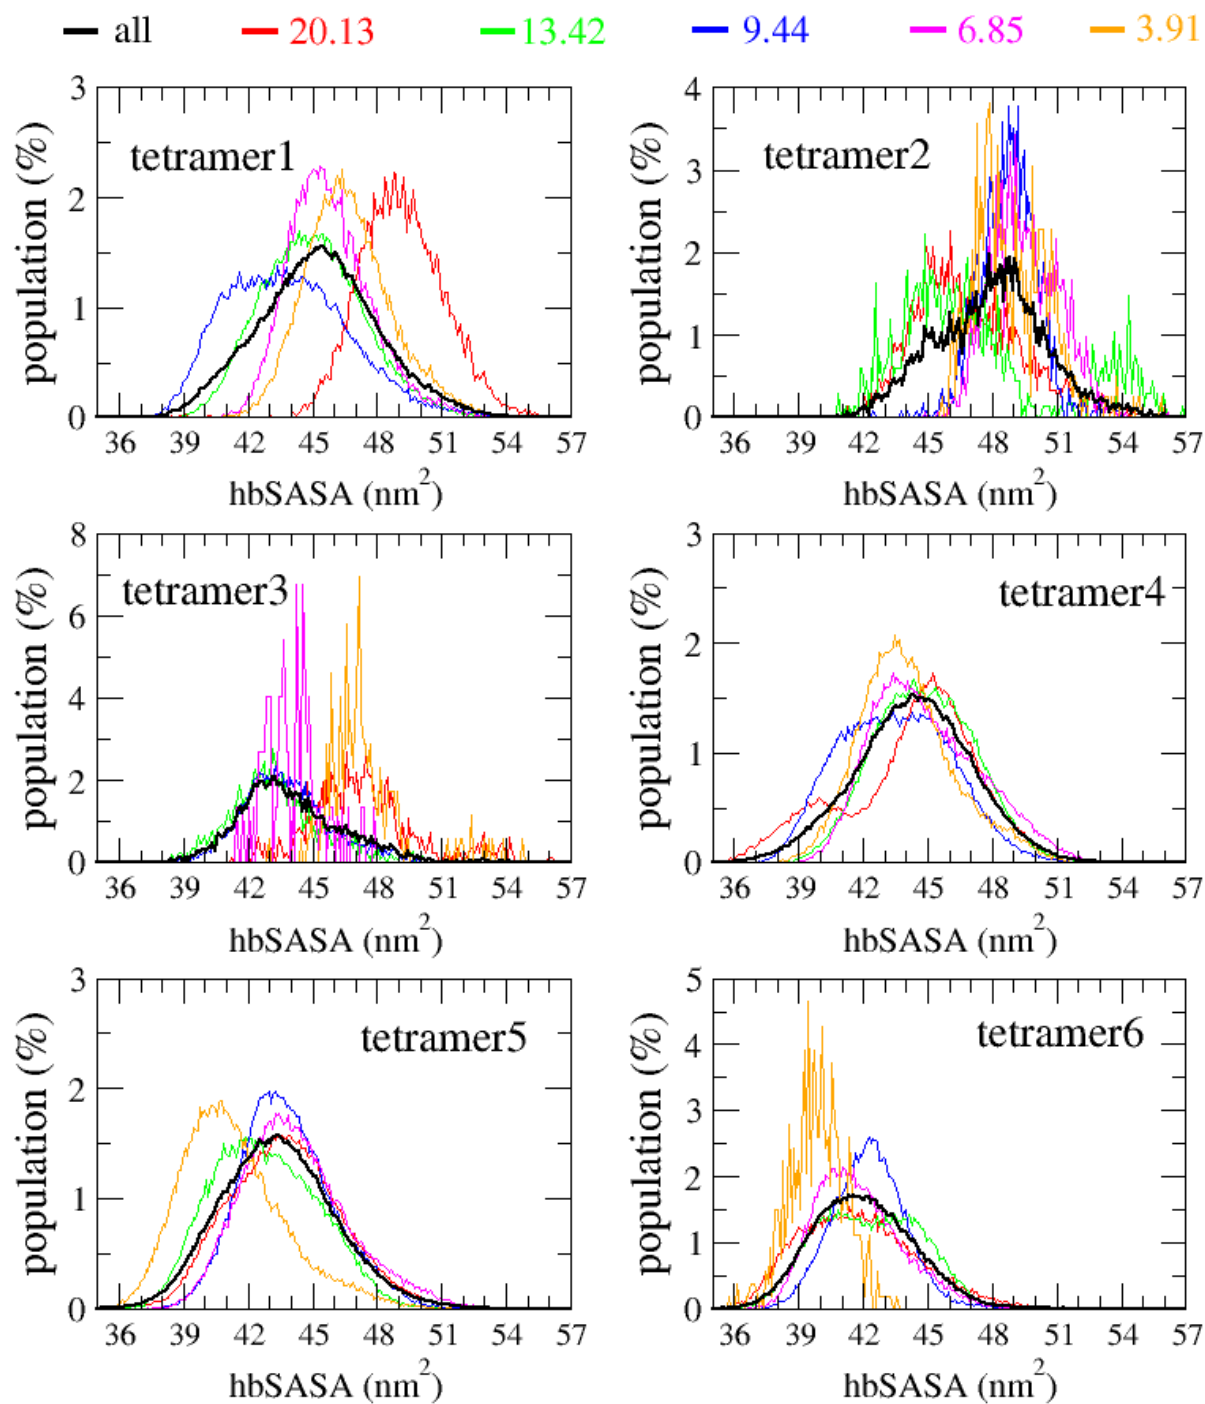 all 20.13 13.42 9.44 6.85 3.91
3
2
1
0
population (%)
tetramer1
36 39 42 45 48 51 54 57
hbSASA (nm2)
4
3
2
1
0
population (%)
tetramer2
36 39 42 45 48 51 54 57
hbSASA (nm2)
8
6
4
2
0
population (%)
tetramer3
36 39 42 45 48 51 54 57
hbSASA (nm2)
3
2
1
0
population (%)
tetramer4
36 39 42 45 48 51 54 57
hbSASA (nm2)
3
2
1
0
population (%)
tetramer5
36 39 42 45 48 51 54 57
hbSASA (nm2)
5
4
3
2
1
0
population (%)
tetramer6
36 39 42 45 48 51 54 57
hbSASA (nm2)